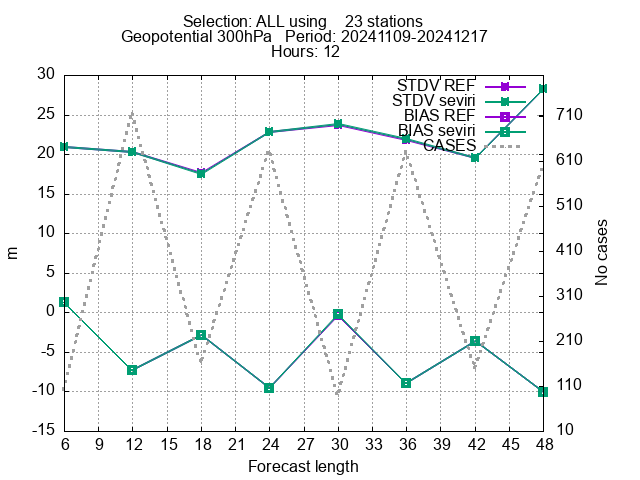 Selection: ALL using    23 stations
Geopotential 300hPa   Period: 20241109-20241217
Hours: 12
30
25
20
15
10
5
0
-5
-10
-15
m
STDV REF
STDV seviri
BIAS REF
BIAS seviri
CASES
710
610
510
410
310
210
110
10
No cases
6 9 12 15 18 21 24 27 30 33 36 39 42 45 48
Forecast length